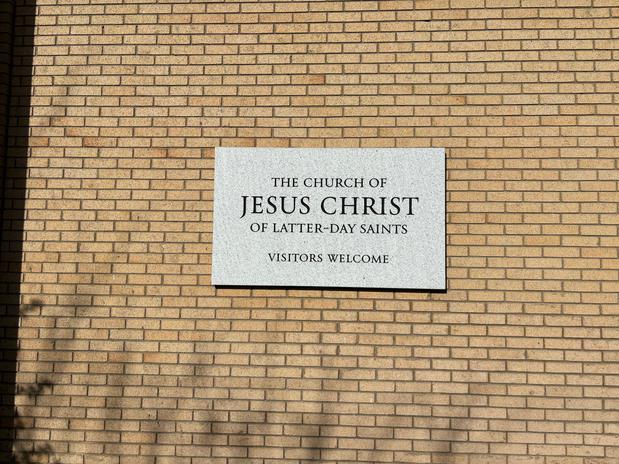 THE CHURCH OF
JESUS CHRIST
OF LATTER-DAY SAINTS
VISITORS WELCOME